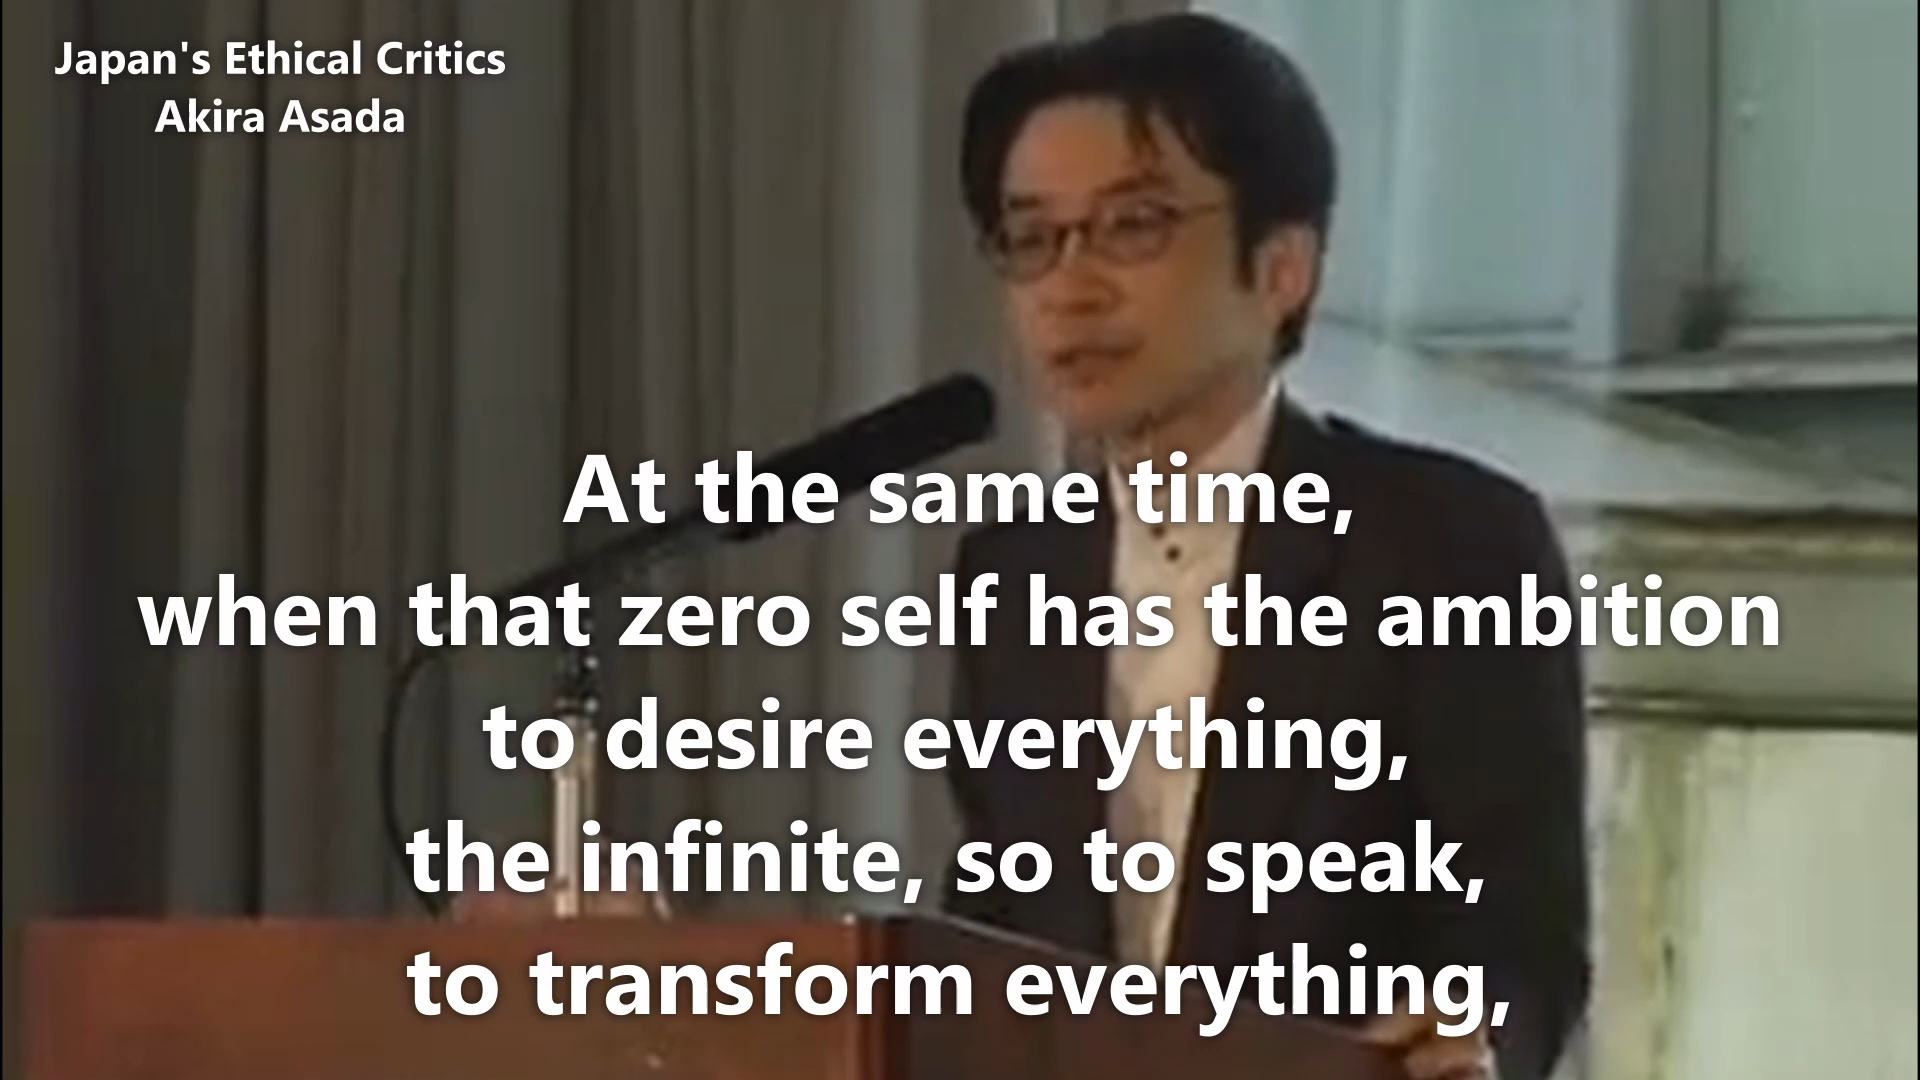 Japan's Ethical Critics
Akira Asada
At the same time,
when that zero self has the ambition
to desire everything,
the infinite, so to speak,
to transform everything,